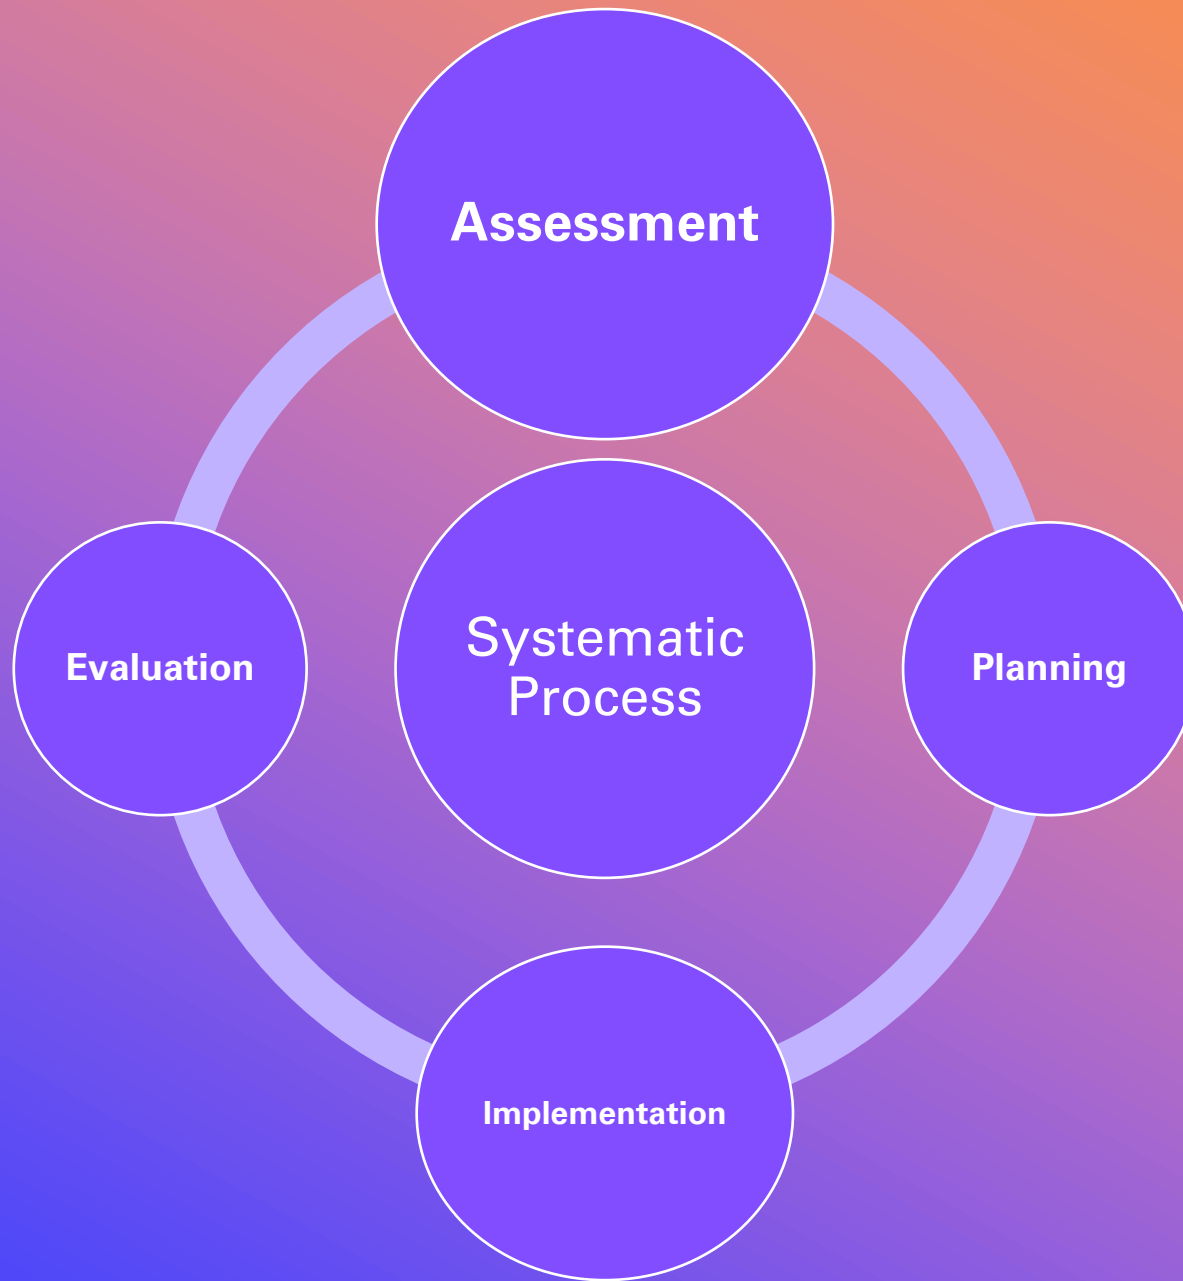 Assessment
Systematic
Process
Evaluation
Planning
Implementation